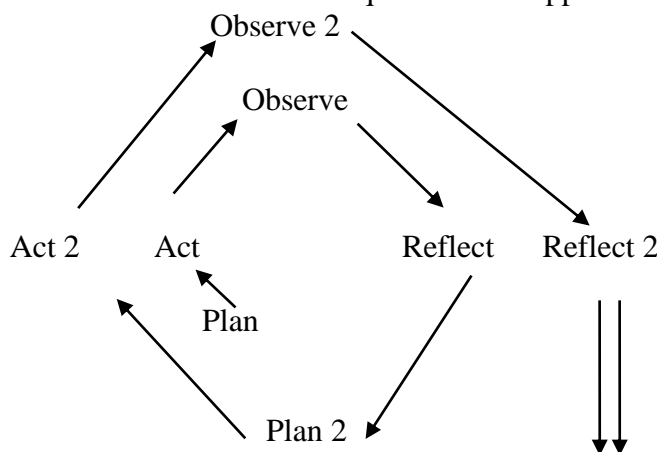 Observe 2
Observe
Act 2 Act Reflect Reflect 2
Plan
Plan 2